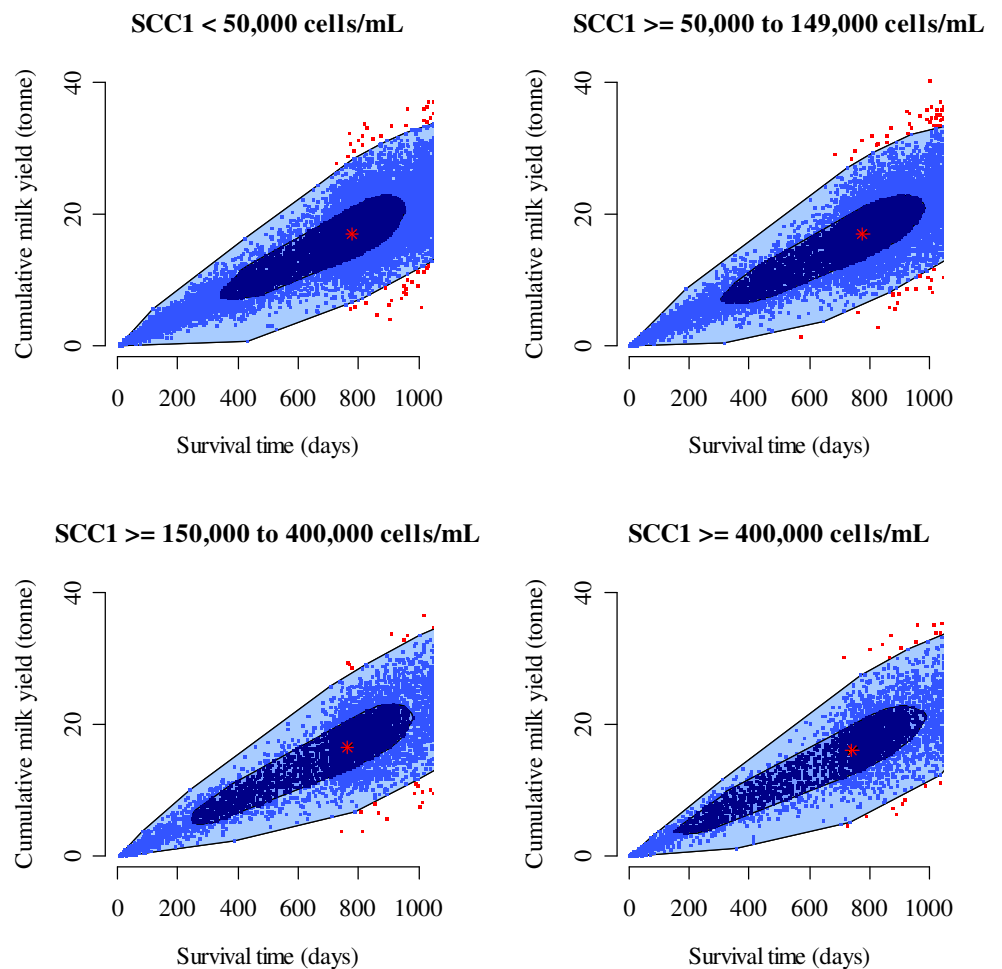 SCC1 < 50,000 cells/mL
Cumulative milk yield (tonne)
40
20
0
0 200 400 600 800 1000
Survival time (days)
SCC1 >= 50,000 to 149,000 cells/mL
Cumulative milk yield (tonne)
40
20
0
0 200 400 600 800 1000
Survival time (days)
SCC1 >= 150,000 to 400,000 cells/mL
Cumulative milk yield (tonne)
40
20
0
0 200 400 600 800 1000
Survival time (days)
SCC1 >= 400,000 cells/mL
Cumulative milk yield (tonne)
40
20
0
0 200 400 600 800 1000
Survival time (days)